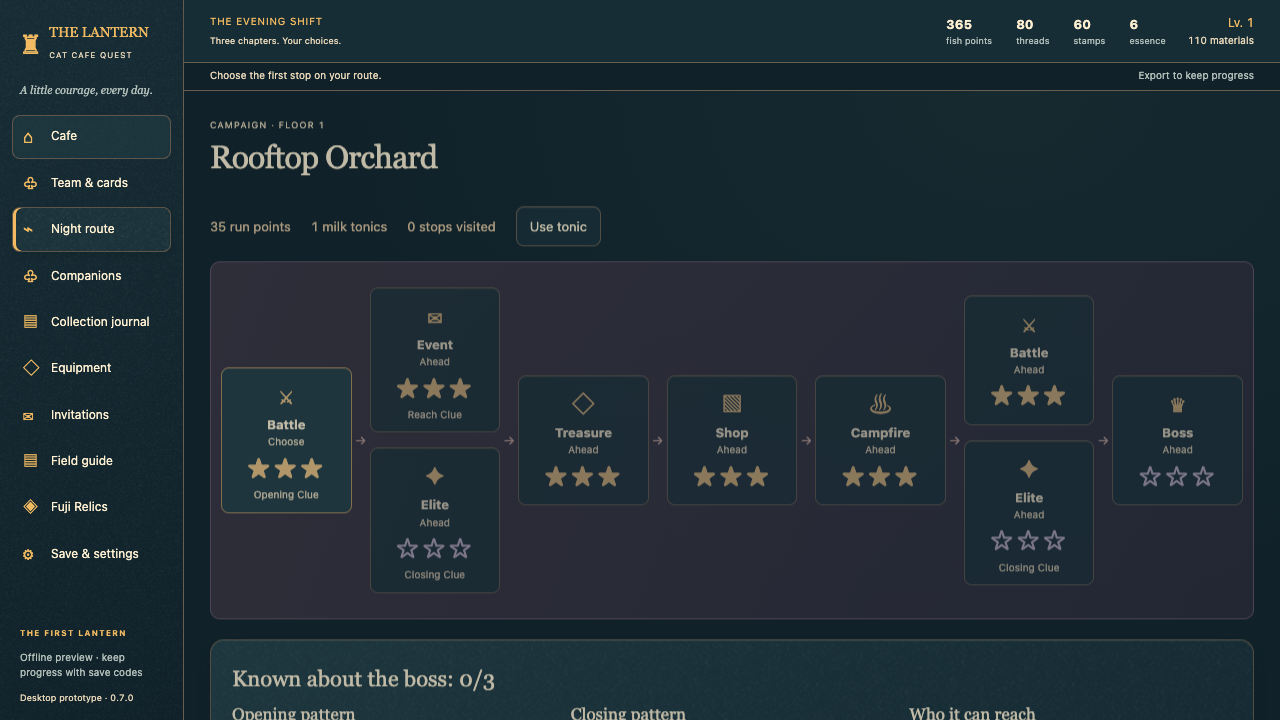 THE LANTERN
CAT CAFE QUEST
A little courage, every day.
Cafe
Team & cards
Night route
Companions
Collection journal
Equipment
Invitations
Field guide
Fuji Relics
Save & settings
THE FIRST LANTERN
Offline preview · keep
progress with save codes
Desktop prototype · 0.7.0
THE EVENING SHIFT
Three chapters. Your choices.
365
fish points
80
threads
60
stamps
6
essence
Lv. 1
110 materials
Choose the first stop on your route.
Export to keep progress
CAMPAIGN · FLOOR 1
Rooftop Orchard
35 run points
1 milk tonics
0 stops visited
Use tonic
Battle
Choose
Opening Clue
Event
Ahead
Reach Clue
Elite
Ahead
Closing Clue
Treasure
Ahead
Shop
Ahead
Campfire
Ahead
Battle
Ahead
Elite
Ahead
Closing Clue
Boss
Ahead
Known about the boss: 0/3
Opening pattern
Closing pattern
Who it can reach